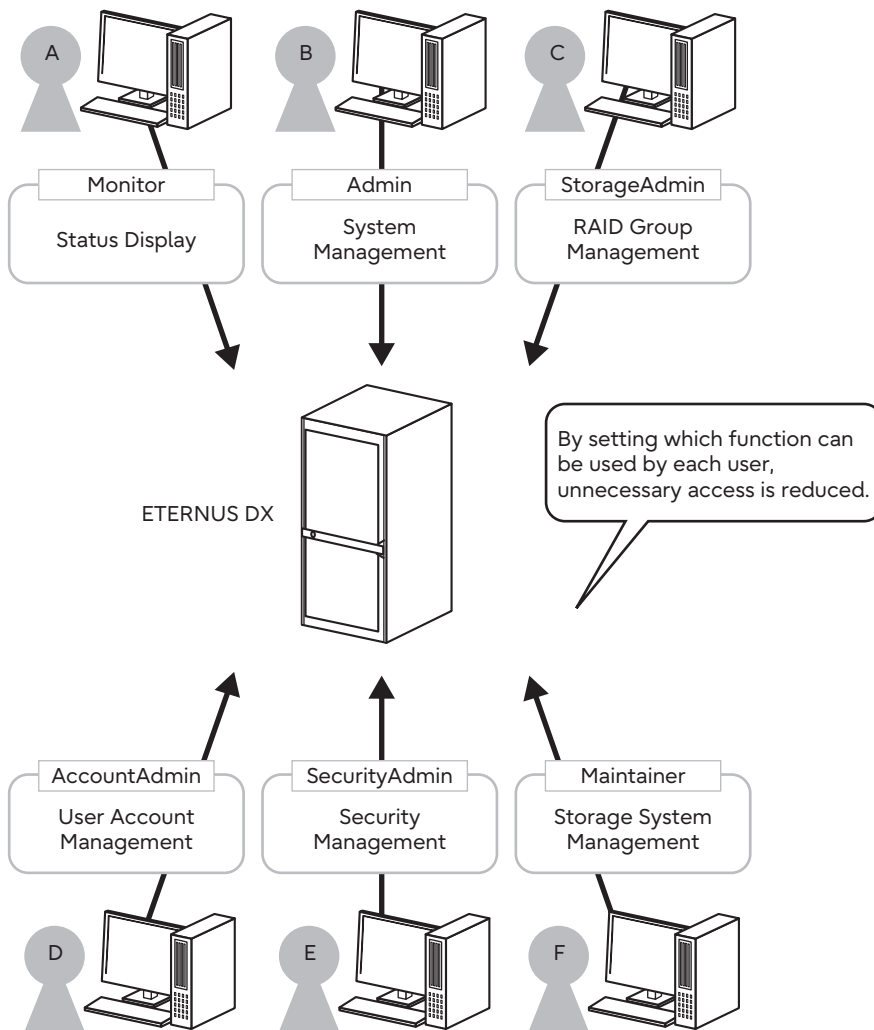 A
B
C
Monitor
Status Display
Admin
System
Management
StorageAdmin
RAID Group
Management
ETERNUS DX
By setting which function can
be used by each user,
unnecessary access is reduced.
AccountAdmin
User Account
Management
SecurityAdmin
Security
Management
Maintainer
Storage System
Management
D
E
F